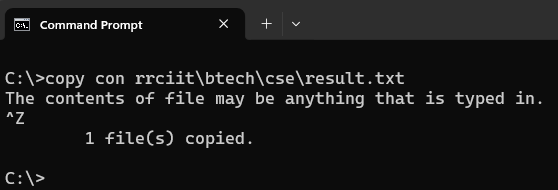 Command Prompt
C:\>copy con rrciit\btech\cse\result.txt
The contents of file may be anything that is typed in.
^Z
        1 file(s) copied.
C:\>